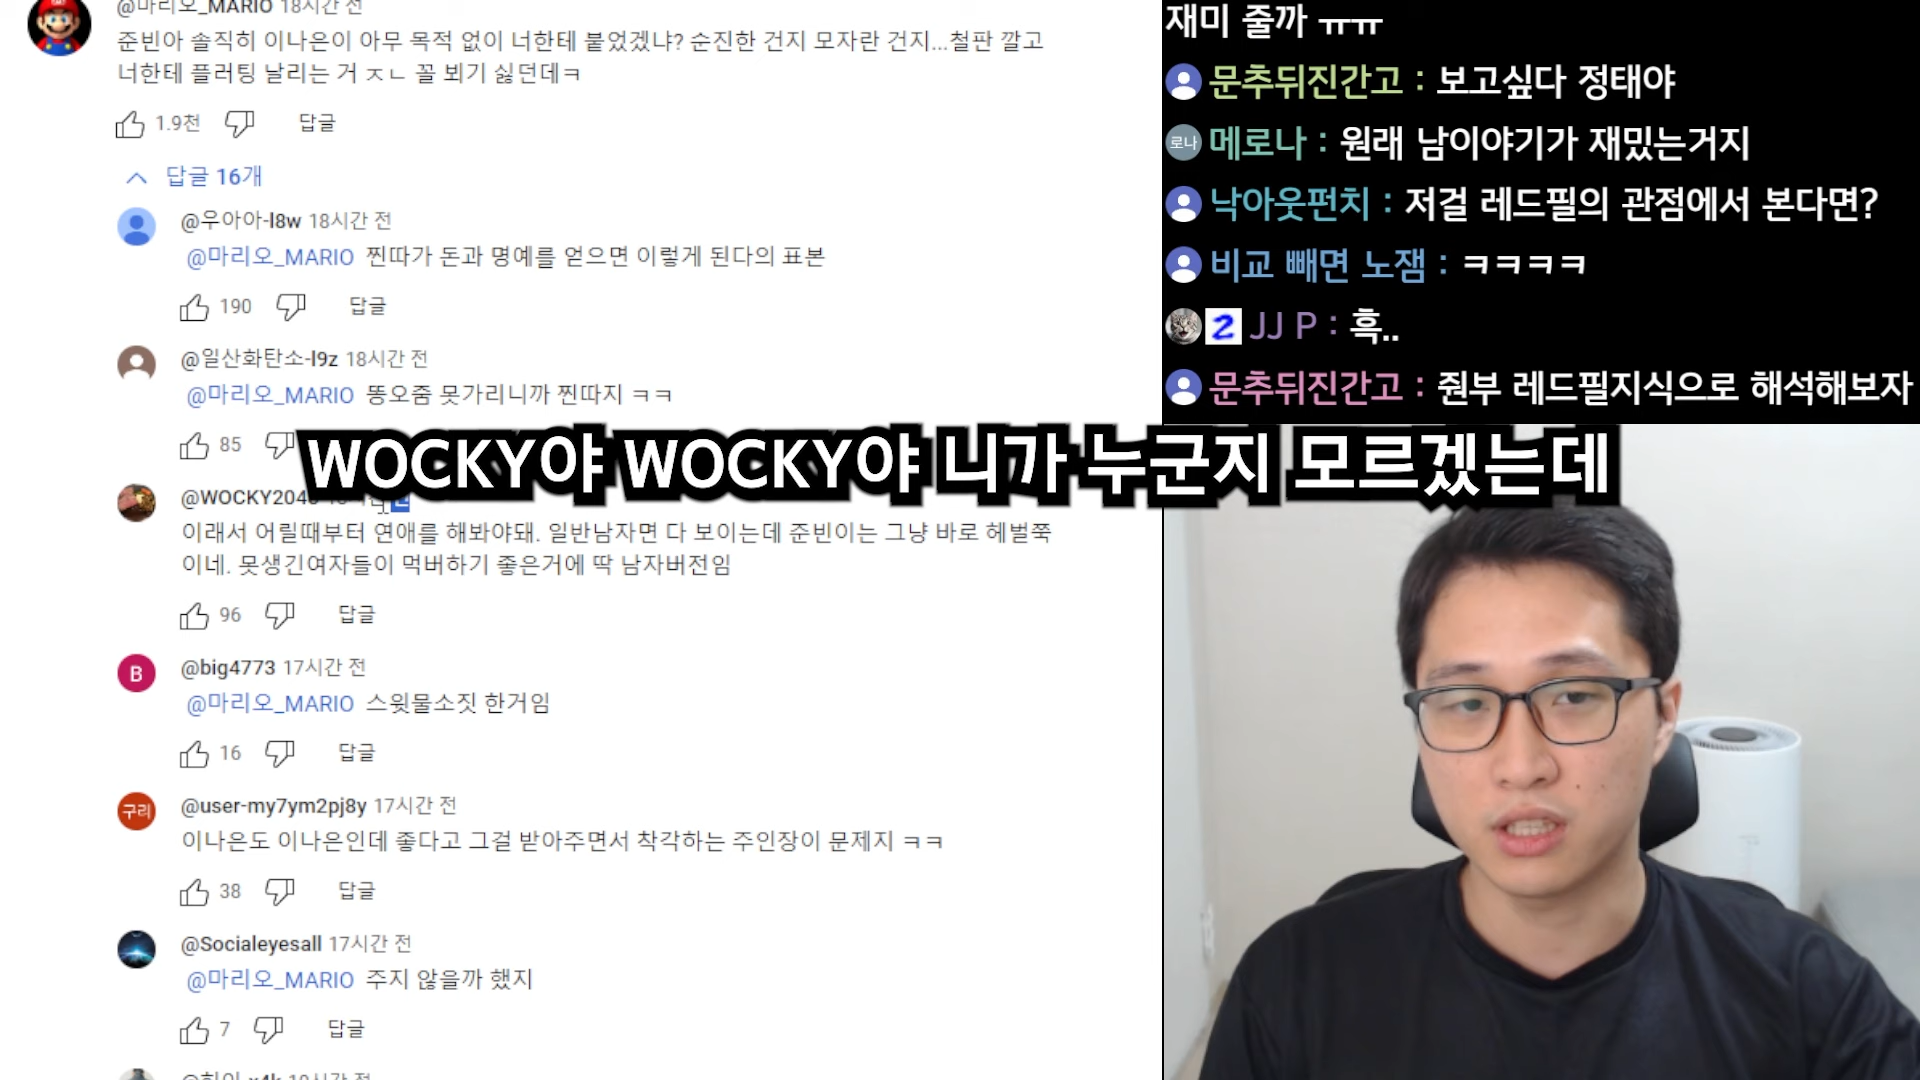 @마리오_MARIO 18시간 전
준빈아 솔직히 이나은이 아무 목적 없이 너한테 붙었겠냐? 순진한 건지 모자란 건지...철판 깔고
너한테 플러팅 날리는 거 ㅈㄴ 꼴 뵈기 싫던데ㅋ
1.9천 답글
답글 16개
@우아아-l8w 18시간 전
@마리오_MARIO 찐따가 돈과 명예를 얻으면 이렇게 된다의 표본
190 답글
@일산화탄소-l9z 18시간 전
@마리오_MARIO 똥오줌 못가리니까 찐따지 ㅋㅋ
85
@WOCKY204
이래서 어릴때부터 연애를 해봐야돼. 일반남자면 다 보이는데 준빈이는 그냥 바로 헤벌쭉
이네. 못생긴여자들이 먹버하기 좋은거에 딱 남자버전임
96 답글
B
@big4773 17시간 전
@마리오_MARIO 스윗물소짓 한거임
16 답글
구리
@user-my7ym2pj8y 17시간 전
이나은도 이나은인데 좋다고 그걸 받아주면서 착각하는 주인장이 문제지 ㅋㅋ
38 답글
@Socialeyesall 17시간 전
@마리오_MARIO 주지 않을까 했지
7 답글
재미 줄까 ㅠㅠ
문추뒤진간고 : 보고싶다 정태야
로나 메로나 : 원래 남이야기가 재밌는거지
낙아웃펀치 : 저걸 레드필의 관점에서 본다면?
비교 빼면 노잼 : ㅋㅋㅋㅋ
2 JJ P : 흑..
문추뒤진간고 : 줜부 레드필지식으로 해석해보자
WOCKY야 WOCKY야 니가 누군지 모르겠는데